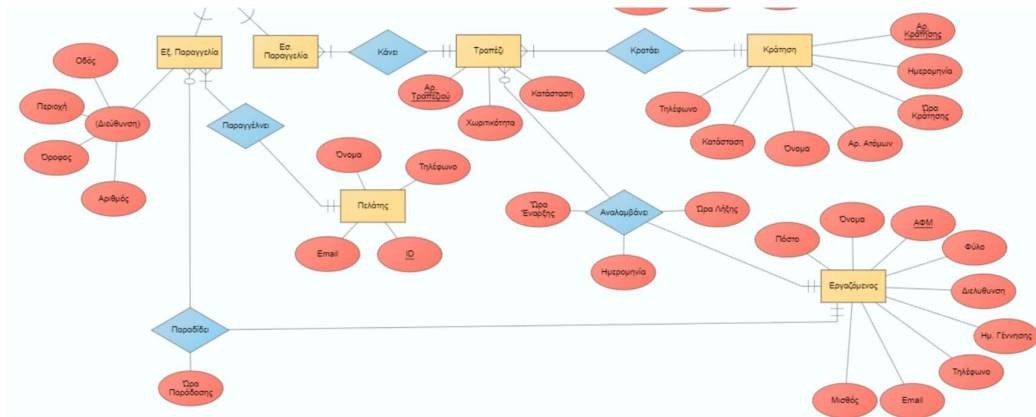 Εξ. Παραγγελία
Εσ.
Παραγγελία
Κάνει
Τραπέζι
Κρατάει
Κράτηση
Αρ.
Κράτησης
Οδός
Ημερομηνία
Αρ.
Τραπεζιού
Κατάσταση
Τηλέφωνο
Ώρα
Κράτησης
Περιοχή
(Διεύθυνση)
Παραγγέλνει
Χωριτικότητα
Κατάσταση
Όνομα
Αρ. Ατόμων
Όροφος
Όνομα
Τηλέφωνο
Αριθμός
Πελάτης
Ώρα
Έναρξης
Αναλαμβάνει
Ώρα Λήξης
Όνομα
ΑΦΜ
Email
ID
Πόστο
Φύλο
Ημερομηνία
Εργαζόμενος
Διελυθυνση
Παραδίδει
Ημ. Γέννησης
Τηλέφωνο
Ώρα
Παράδοσης
Μισθός
Email